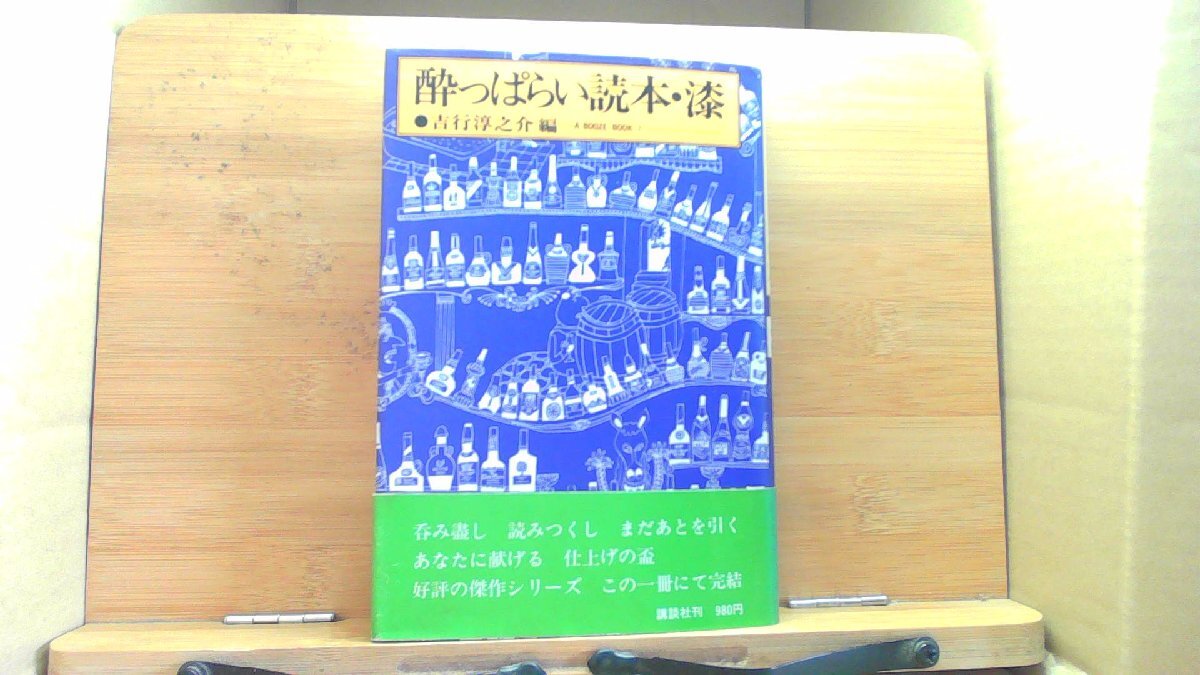 酔っぱらい読本・漆
●吉行淳之介 編 A BOOZE BOOK
呑み盡し 読みつくし まだあとを引く
あなたに献げる 仕上げの盃
好評の傑作シリーズ この一冊にて完結
講談社刊 980円